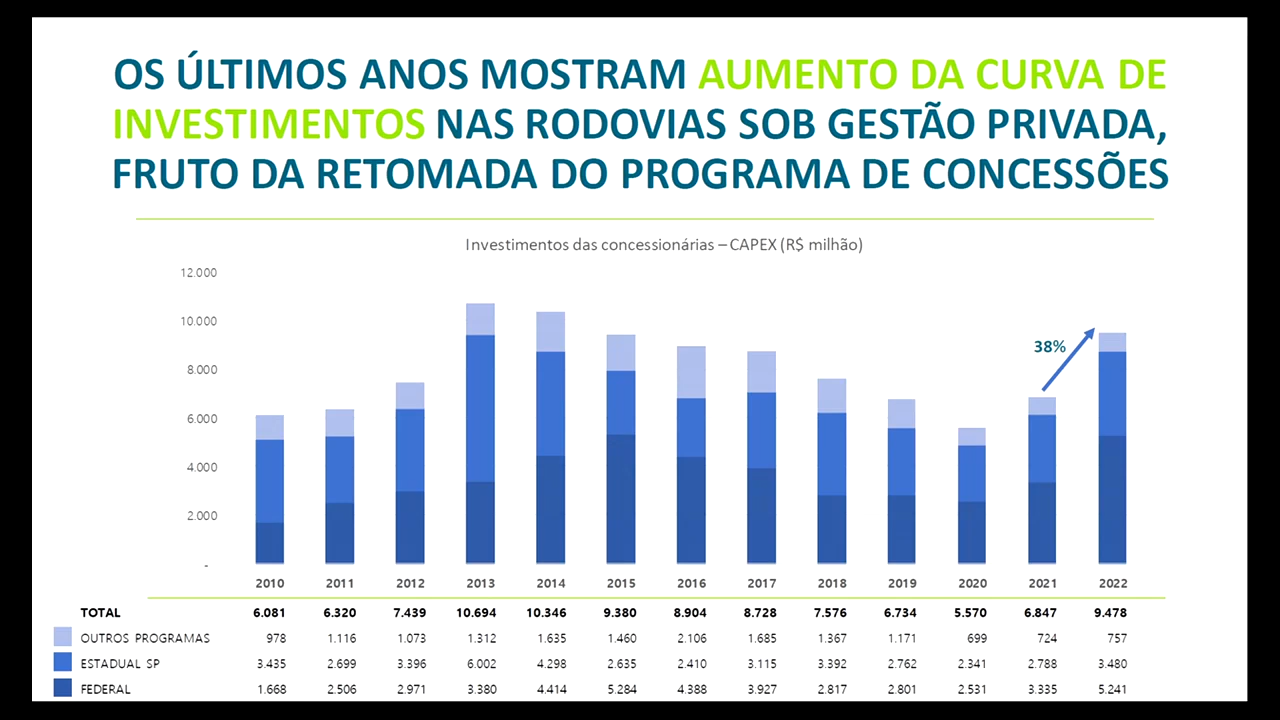 OS ÚLTIMOS ANOS MOSTRAM AUMENTO DA CURVA DE
INVESTIMENTOS NAS RODOVIAS SOB GESTÃO PRIVADA,
FRUTO DA RETOMADA DO PROGRAMA DE CONCESSÕES
Investimentos das concessionárias – CAPEX (R$ milhão)
12.000
10.000
8.000
6.000
4.000
2.000
-
38%
2010 2011 2012 2013 2014 2015 2016 2017 2018 2019 2020 2021 2022
TOTAL 6.081 6.320 7.439 10.694 10.346 9.380 8.904 8.728 7.576 6.734 5.570 6.847 9.478
OUTROS PROGRAMAS 978 1.116 1.073 1.312 1.635 1.460 2.106 1.685 1.367 1.171 699 724 757
ESTADUAL SP 3.435 2.699 3.396 6.002 4.298 2.635 2.410 3.115 3.392 2.762 2.341 2.788 3.480
FEDERAL 1.668 2.506 2.971 3.380 4.414 5.284 4.388 3.927 2.817 2.801 2.531 3.335 5.241